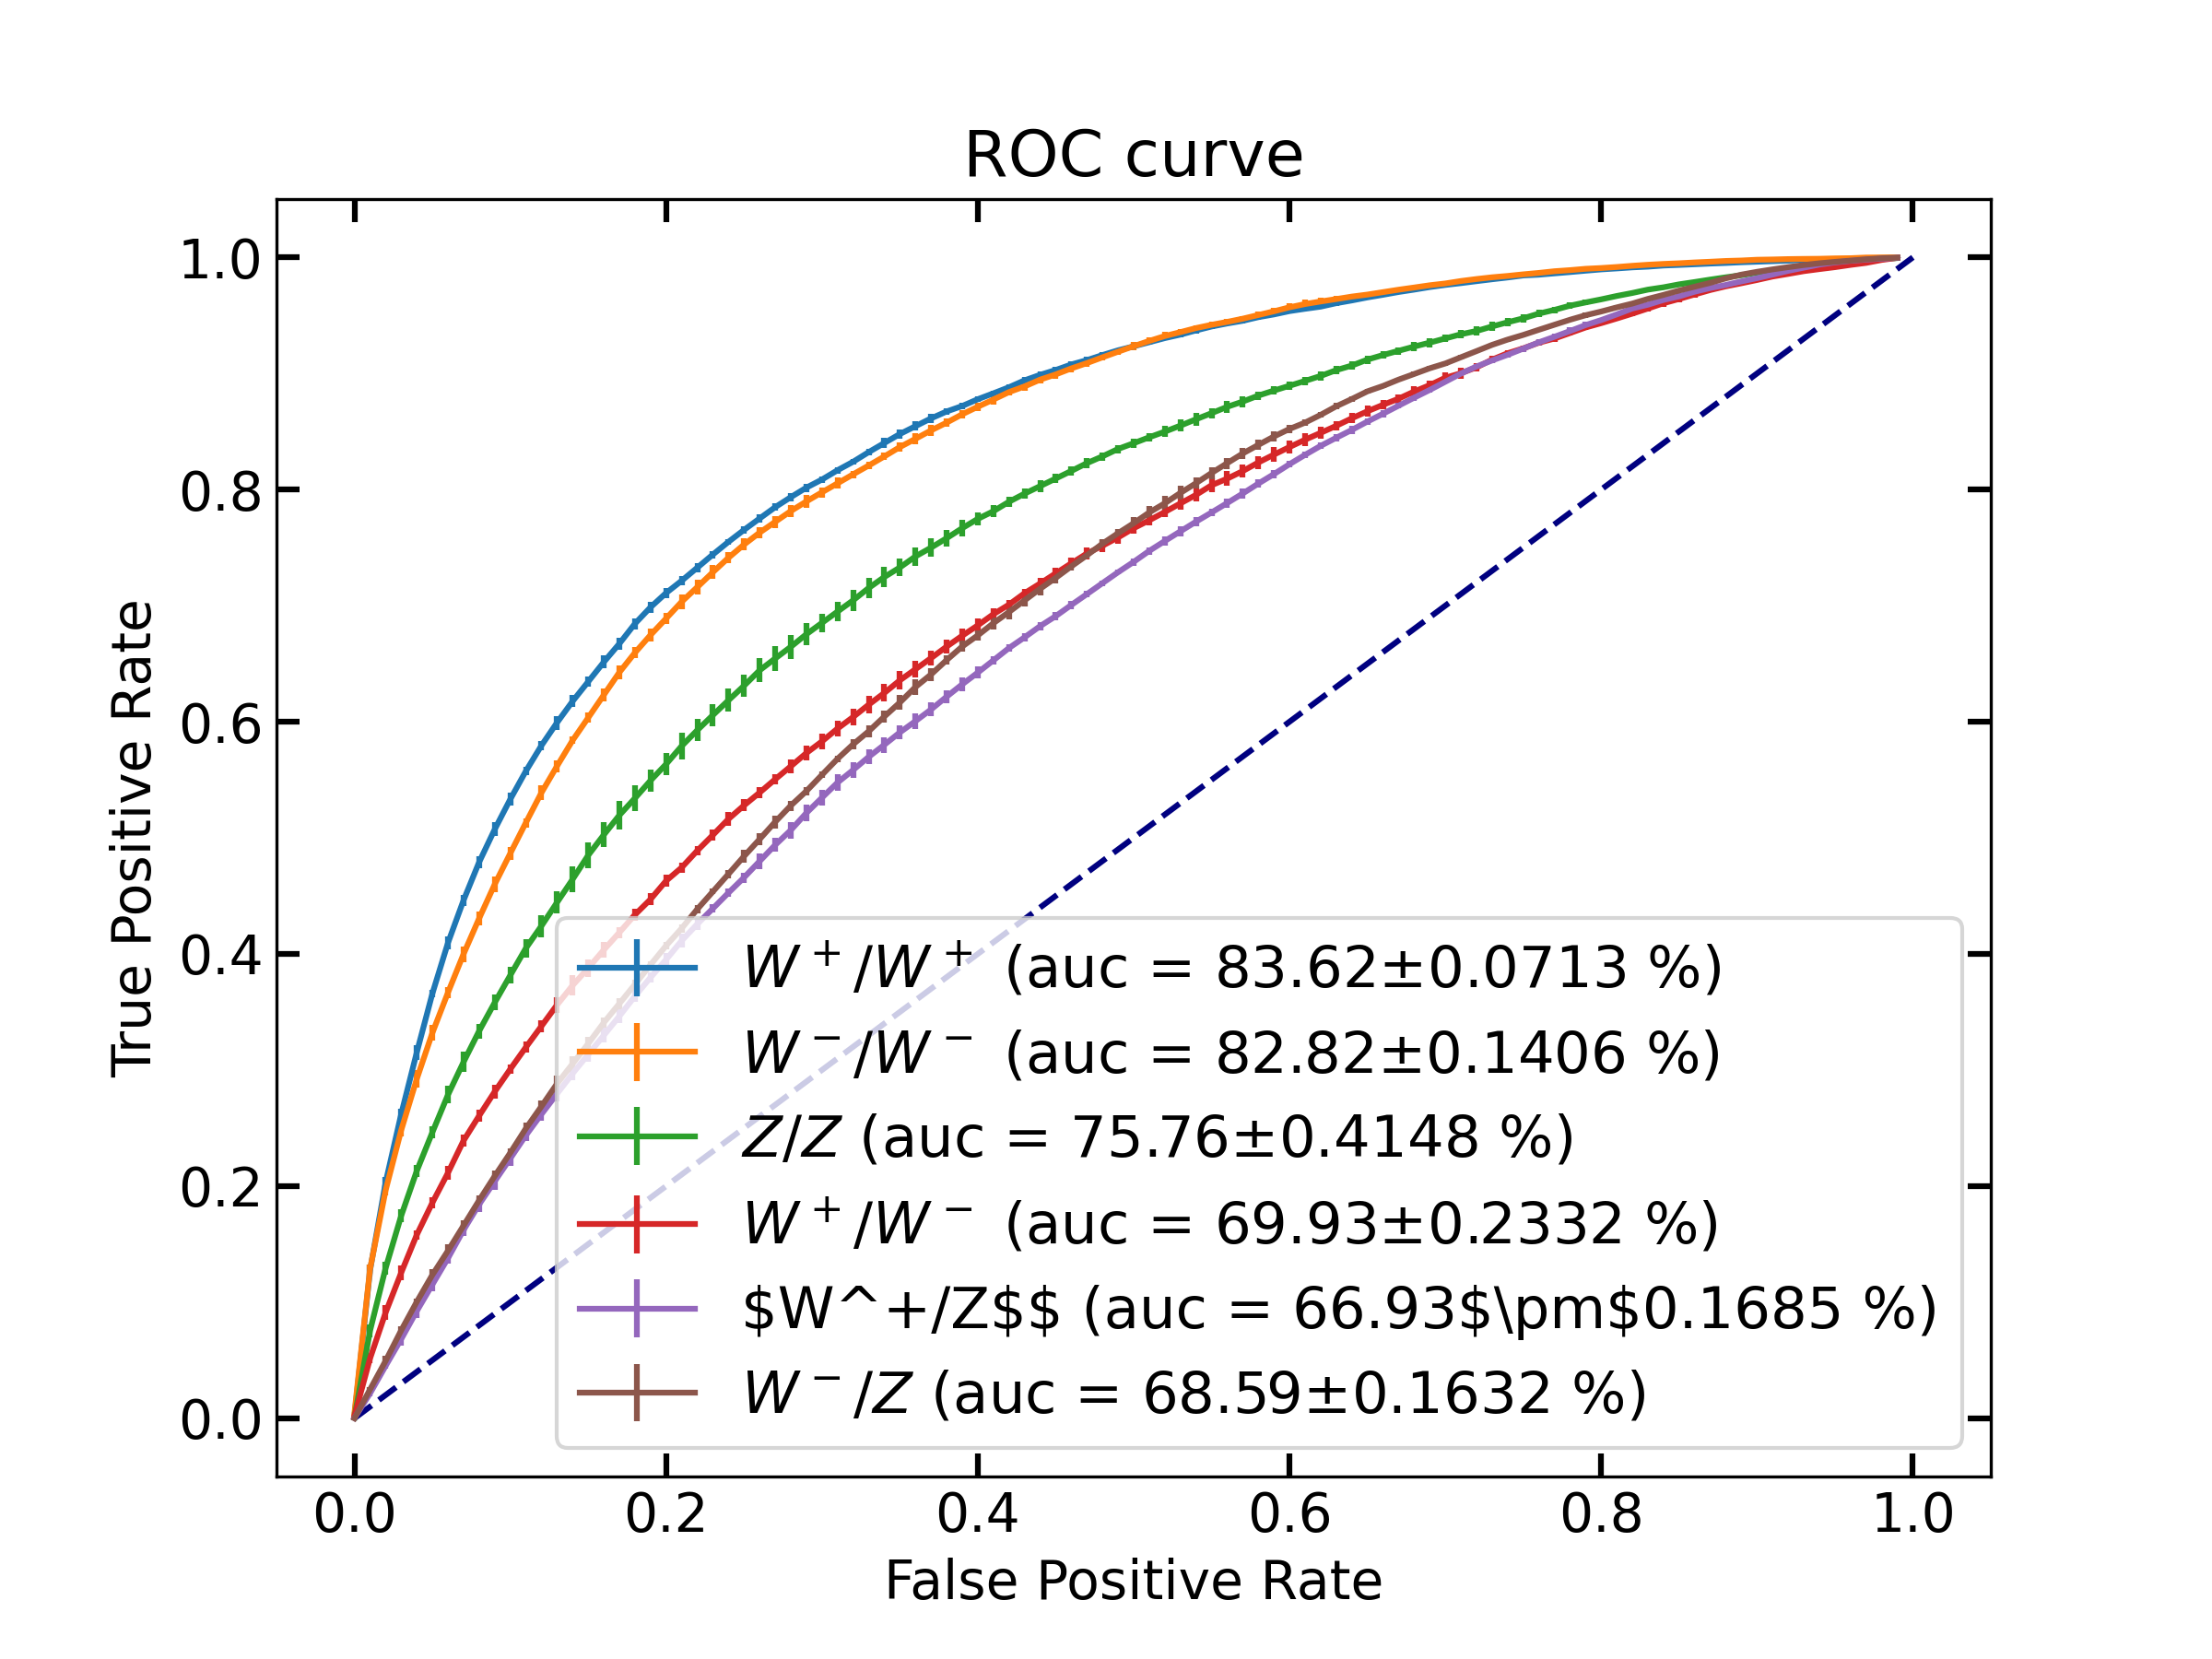 ROC curve
True Positive Rate
1.0
0.8
0.6
0.4
0.2
0.0
W⁺/W⁺ (auc = 83.62±0.0713 %)
W⁻/W⁻ (auc = 82.82±0.1406 %)
Z/Z (auc = 75.76±0.4148 %)
W⁺/W⁻ (auc = 69.93±0.2332 %)
$W^+/Z$$ (auc = 66.93$\pm$0.1685 %)
W⁻/Z (auc = 68.59±0.1632 %)
0.0 0.2 0.4 0.6 0.8 1.0
False Positive Rate